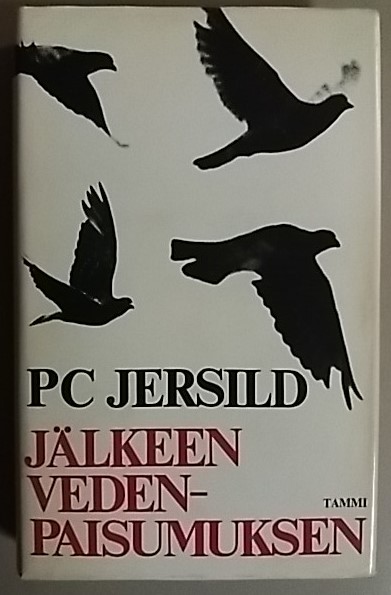 PC JERSILD
JÄLKEEN
VEDEN-
TAMMI
PAISUMUKSEN